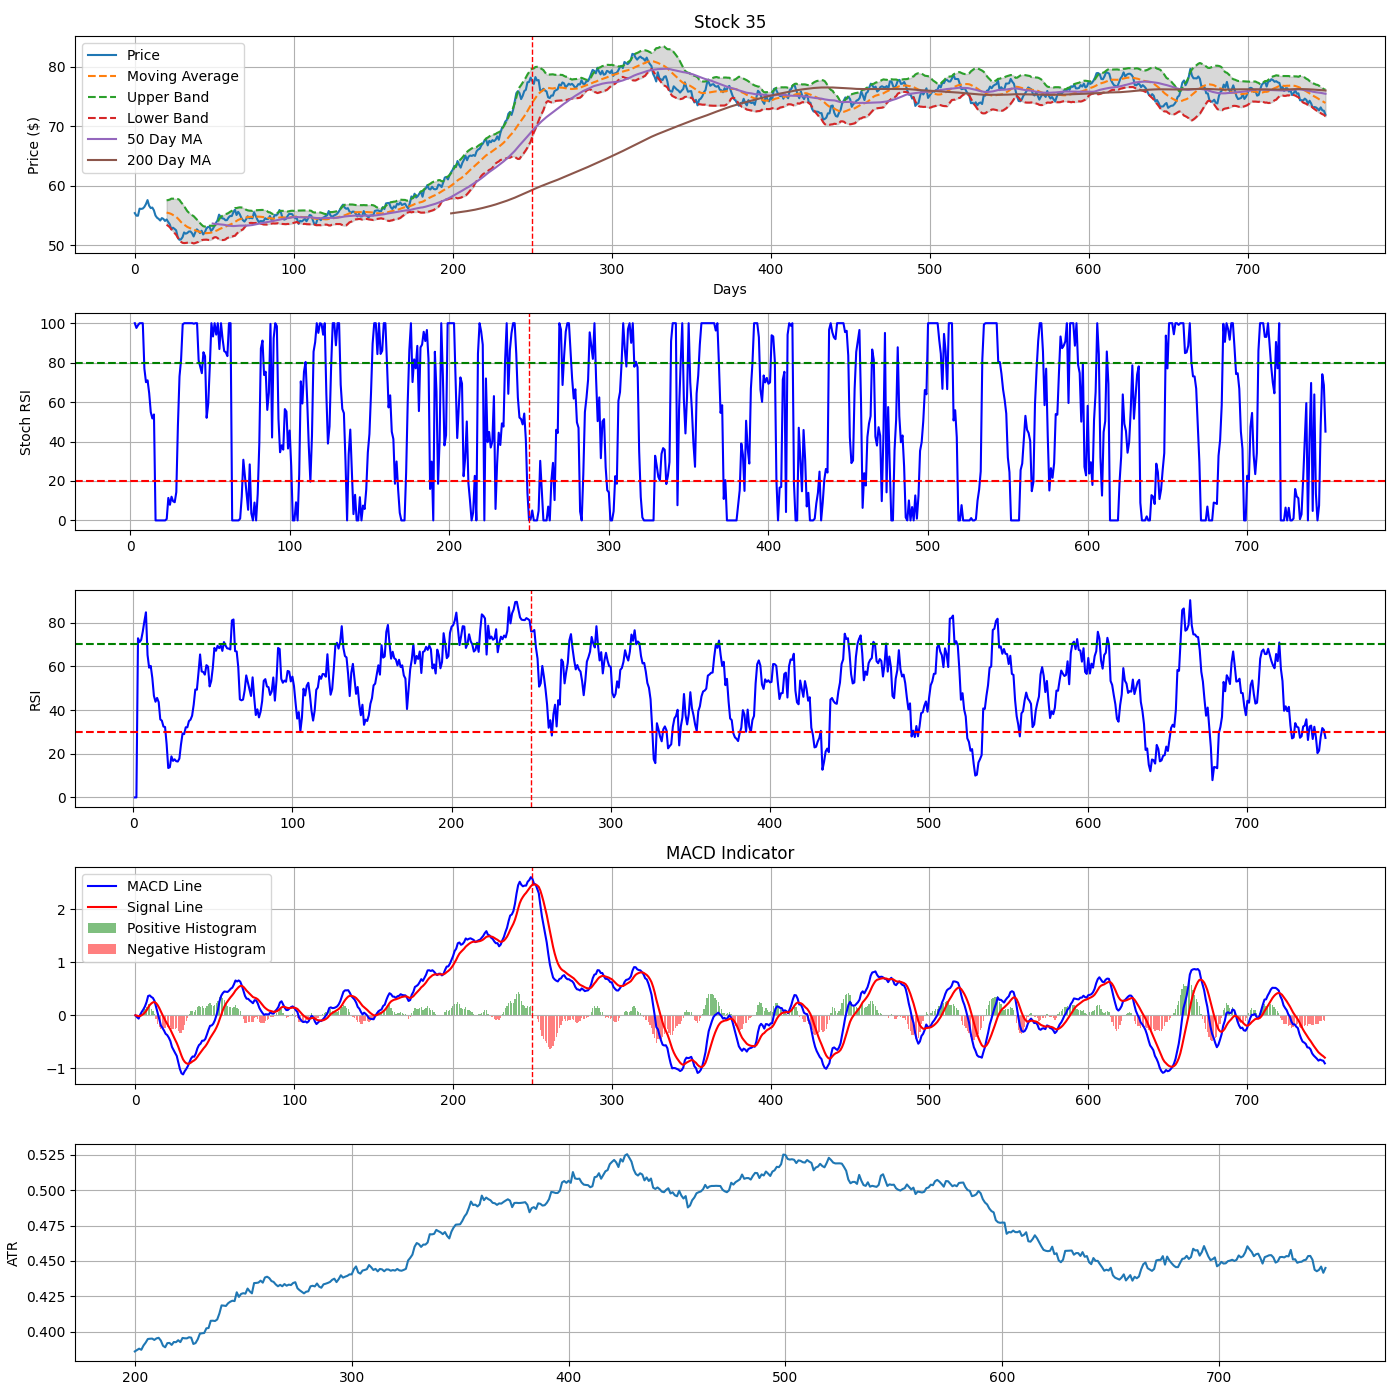 Stock 35
Price ($)
80
70
60
50
Price
Moving Average
Upper Band
Lower Band
50 Day MA
200 Day MA
0 100 200 300 400 500 600 700
Days
Stoch RSI
100
80
60
40
20
0
0 100 200 300 400 500 600 700
RSI
80
60
40
20
0
0 100 200 300 400 500 600 700
MACD Indicator
2
1
0
−1
MACD Line
Signal Line
Positive Histogram
Negative Histogram
0 100 200 300 400 500 600 700
ATR
0.525
0.500
0.475
0.450
0.425
0.400
200 300 400 500 600 700